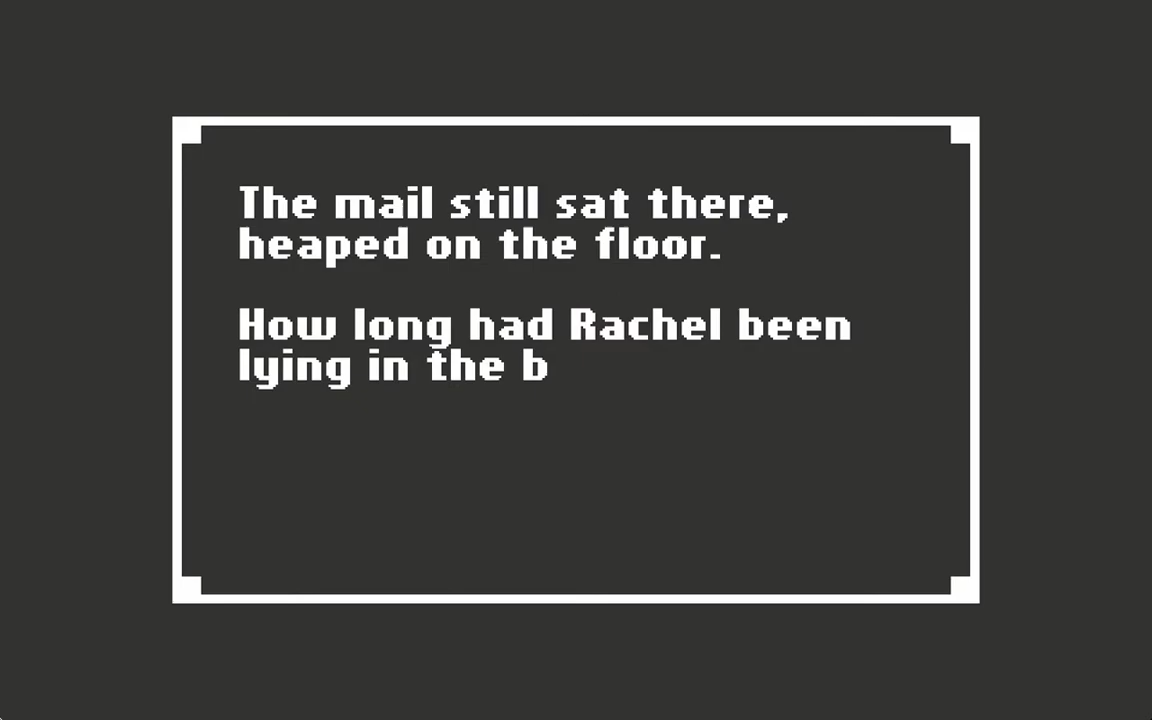 The mail still sat there,
heaped on the floor.
How long had Rachel been
lying in the b